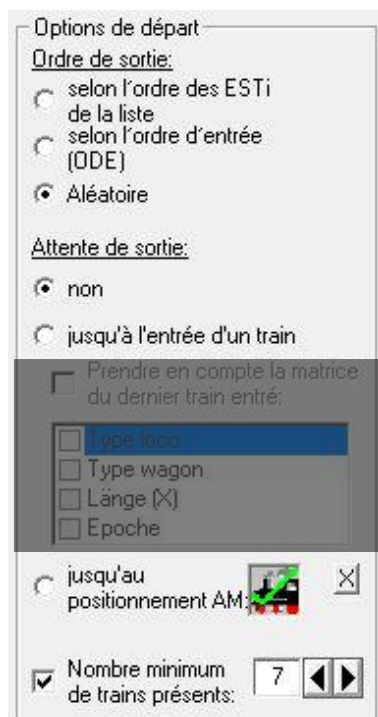 Options de départ
Ordre de sortie:
selon l'ordre des ESTi
de la liste
selon l'ordre d'entrée
(ODE)
Aléatoire
Attente de sortie:
non
jusqu'à l'entrée d'un train
Prendre en compte la matrice
du dernier train entré:
Type loco
Type wagon
Länge (X)
Epoche
jusqu'au
positionnement AM:
X
Nombre minimum
de trains présents:
7